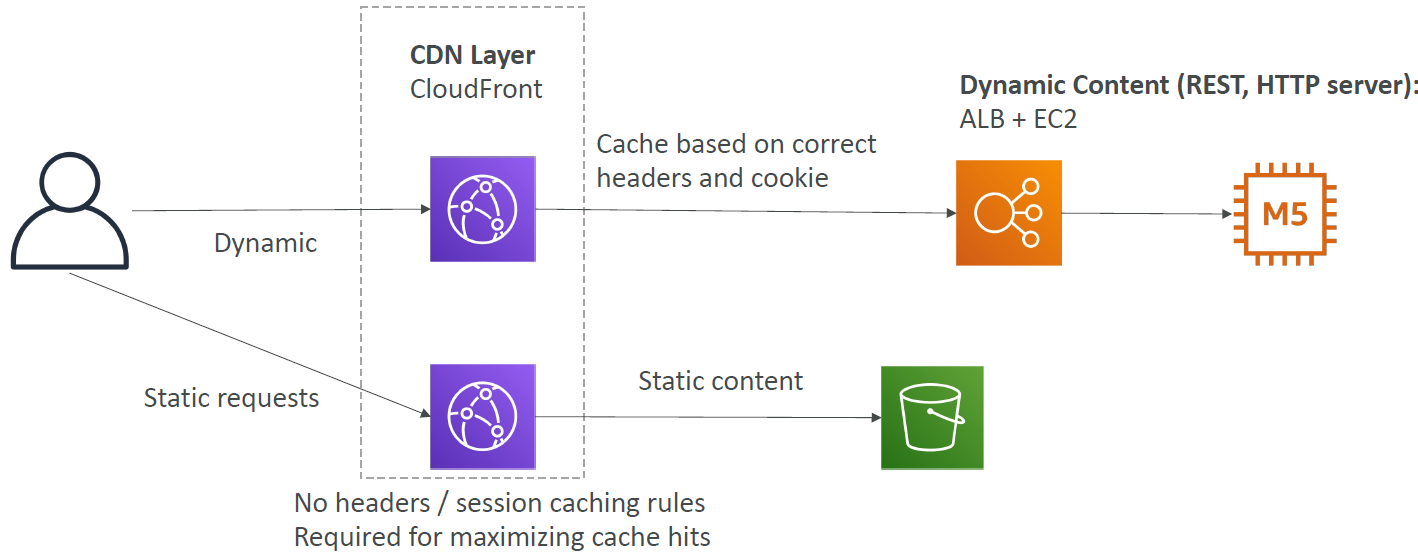 CDN Layer
CloudFront
Dynamic Content (REST, HTTP server):
ALB + EC2
Cache based on correct
headers and cookie
M5
Dynamic
Static content
Static requests
No headers / session caching rules
Required for maximizing cache hits